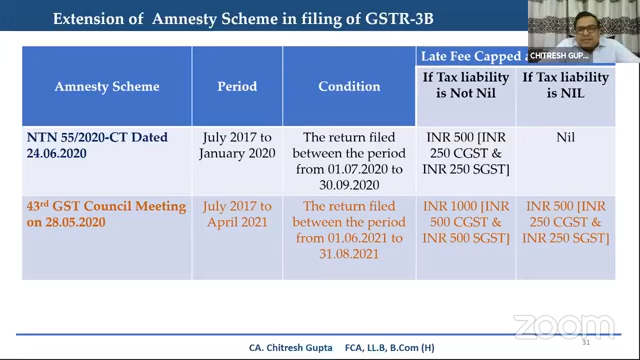 Extension of Amnesty Scheme in filing of GSTR-3B
CHITRESH GUP...
Late Fee Capped a
Amnesty Scheme
Period
Condition
If Tax liability
is Not Nil
If Tax liability
is NIL
NTN 55/2020-CT Dated
24.06.2020
July 2017 to
January 2020
The return filed
between the period
from 01.07.2020 to
30.09.2020
INR 500 [INR
250 CGST &
INR 250 SGST]
Nil
43rd GST Council Meeting
on 28.05.2020
July 2017 to
April 2021
The return filed
between the period
from 01.06.2021 to
31.08.2021
INR 1000 [INR
500 CGST &
INR 500 SGST]
INR 500 [INR
250 CGST &
INR 250 SGST]
zoom
31
CA. Chitresh Gupta FCA, LL.B, B.Com (H)